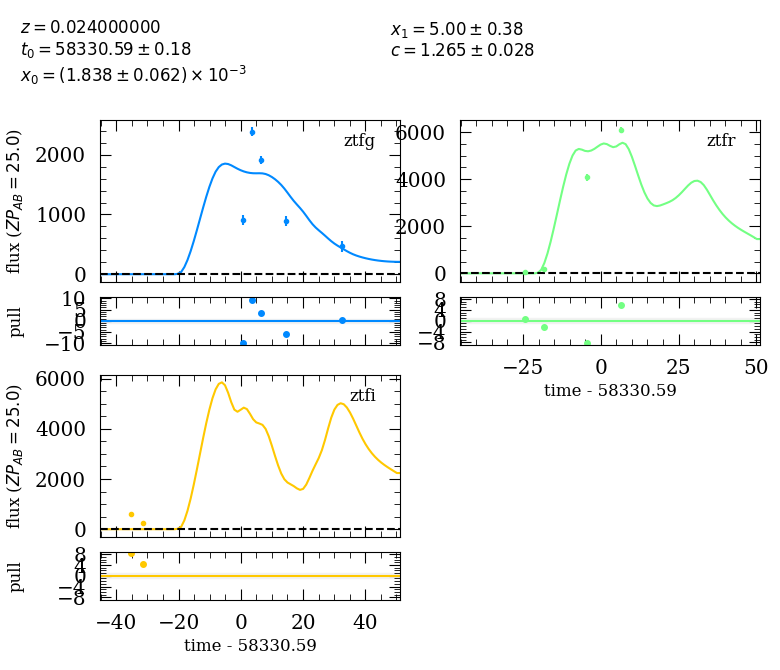 z = 0.024000000
t₀ = 58330.59 ± 0.18
x₀ = (1.838 ± 0.062) × 10⁻³
x₁ = 5.00 ± 0.38
c = 1.265 ± 0.028
ztfg
flux (ZP_AB = 25.0)
2000
1000
0
pull
10
5
0
−5
−10
ztfr
6000
4000
2000
0
8
4
0
−4
−8
−25 0 25 50
time - 58330.59
ztfi
flux (ZP_AB = 25.0)
6000
4000
2000
0
pull
8
4
0
−4
−8
−40 −20 0 20 40
time - 58330.59